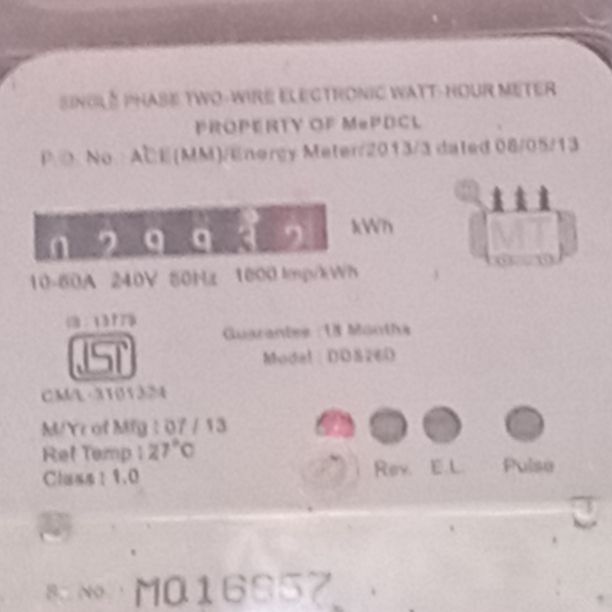 SINGLE PHASE TWO-WIRE ELECTRONIC WATT-HOUR METER
PROPERTY OF MePDCL
P.O. No. : ACE(MM)/Energy Meter/2013/3 dated 08/05/13
0 2 9 9 3 2 kWh
MT
10-60A 240V 50Hz 1600 Imp/kWh
IS : 13779
Guarantee : 18 Months
Model : DDS26D
CM/L-3101324
M/Yr of Mfg : 07 / 13
Ref Temp : 27°C
Class : 1.0
Rev. E.L. Pulse
S. No. :